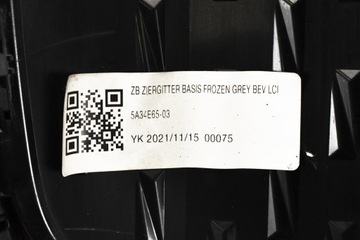 ZB ZIERGITTER BASIS FROZEN GREY BEV LCI
5A34E65-03
YK 2021/11/15 00075